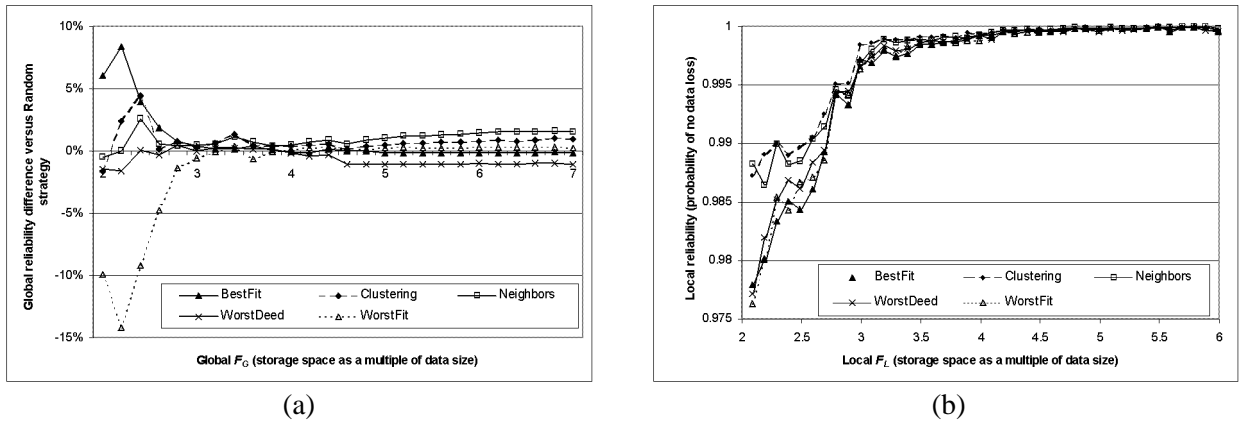 10%
5%
0%
-5%
-10%
-15%
2
3
4
5
6
7
Global reliability difference versus Random
strategy
BestFit
Clustering
Neighbors
WorstDeed
WorstFit
Global F_G (storage space as a multiple of data size)
(a)
1
0.995
0.99
0.985
0.98
0.975
2
2.5
3
3.5
4
4.5
5
5.5
6
Local reliability (probability of no data loss)
BestFit
Clustering
Neighbors
WorstDeed
WorstFit
Local F_L (storage space as a multiple of data size)
(b)